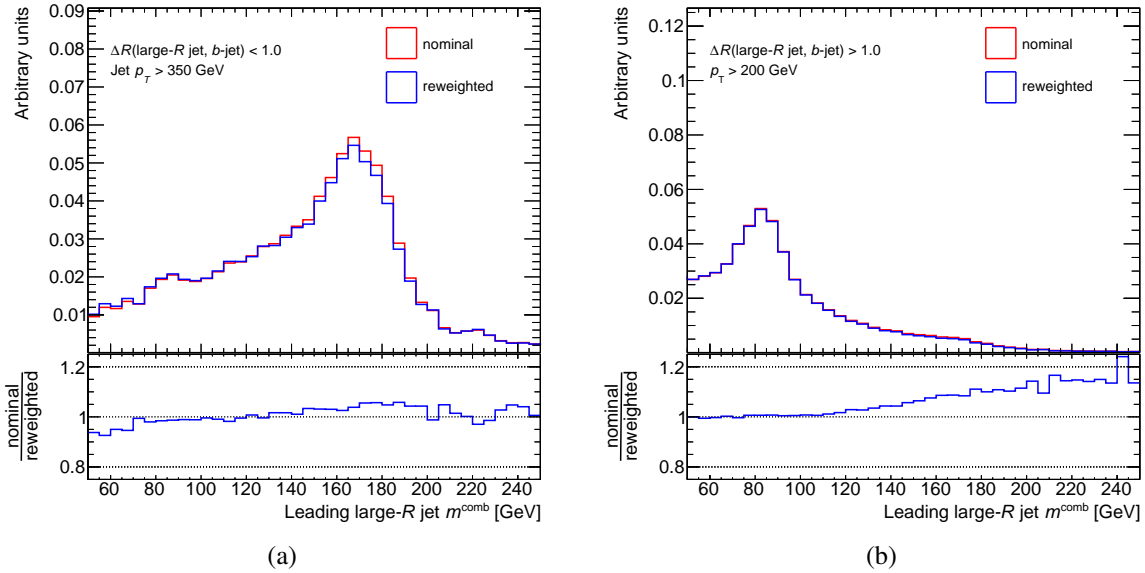 Arbitrary units
0.09
0.08
0.07
0.06
0.05
0.04
0.03
0.02
0.01
ΔR(large-R jet, b-jet) < 1.0
Jet p_T > 350 GeV
nominal
reweighted
nominal
reweighted
1.2
1
0.8
60 80 100 120 140 160 180 200 220 240
Leading large-R jet m^comb [GeV]
(a)
Arbitrary units
0.12
0.1
0.08
0.06
0.04
0.02
ΔR(large-R jet, b-jet) > 1.0
p_T > 200 GeV
nominal
reweighted
nominal
reweighted
1.2
1
0.8
60 80 100 120 140 160 180 200 220 240
Leading large-R jet m^comb [GeV]
(b)